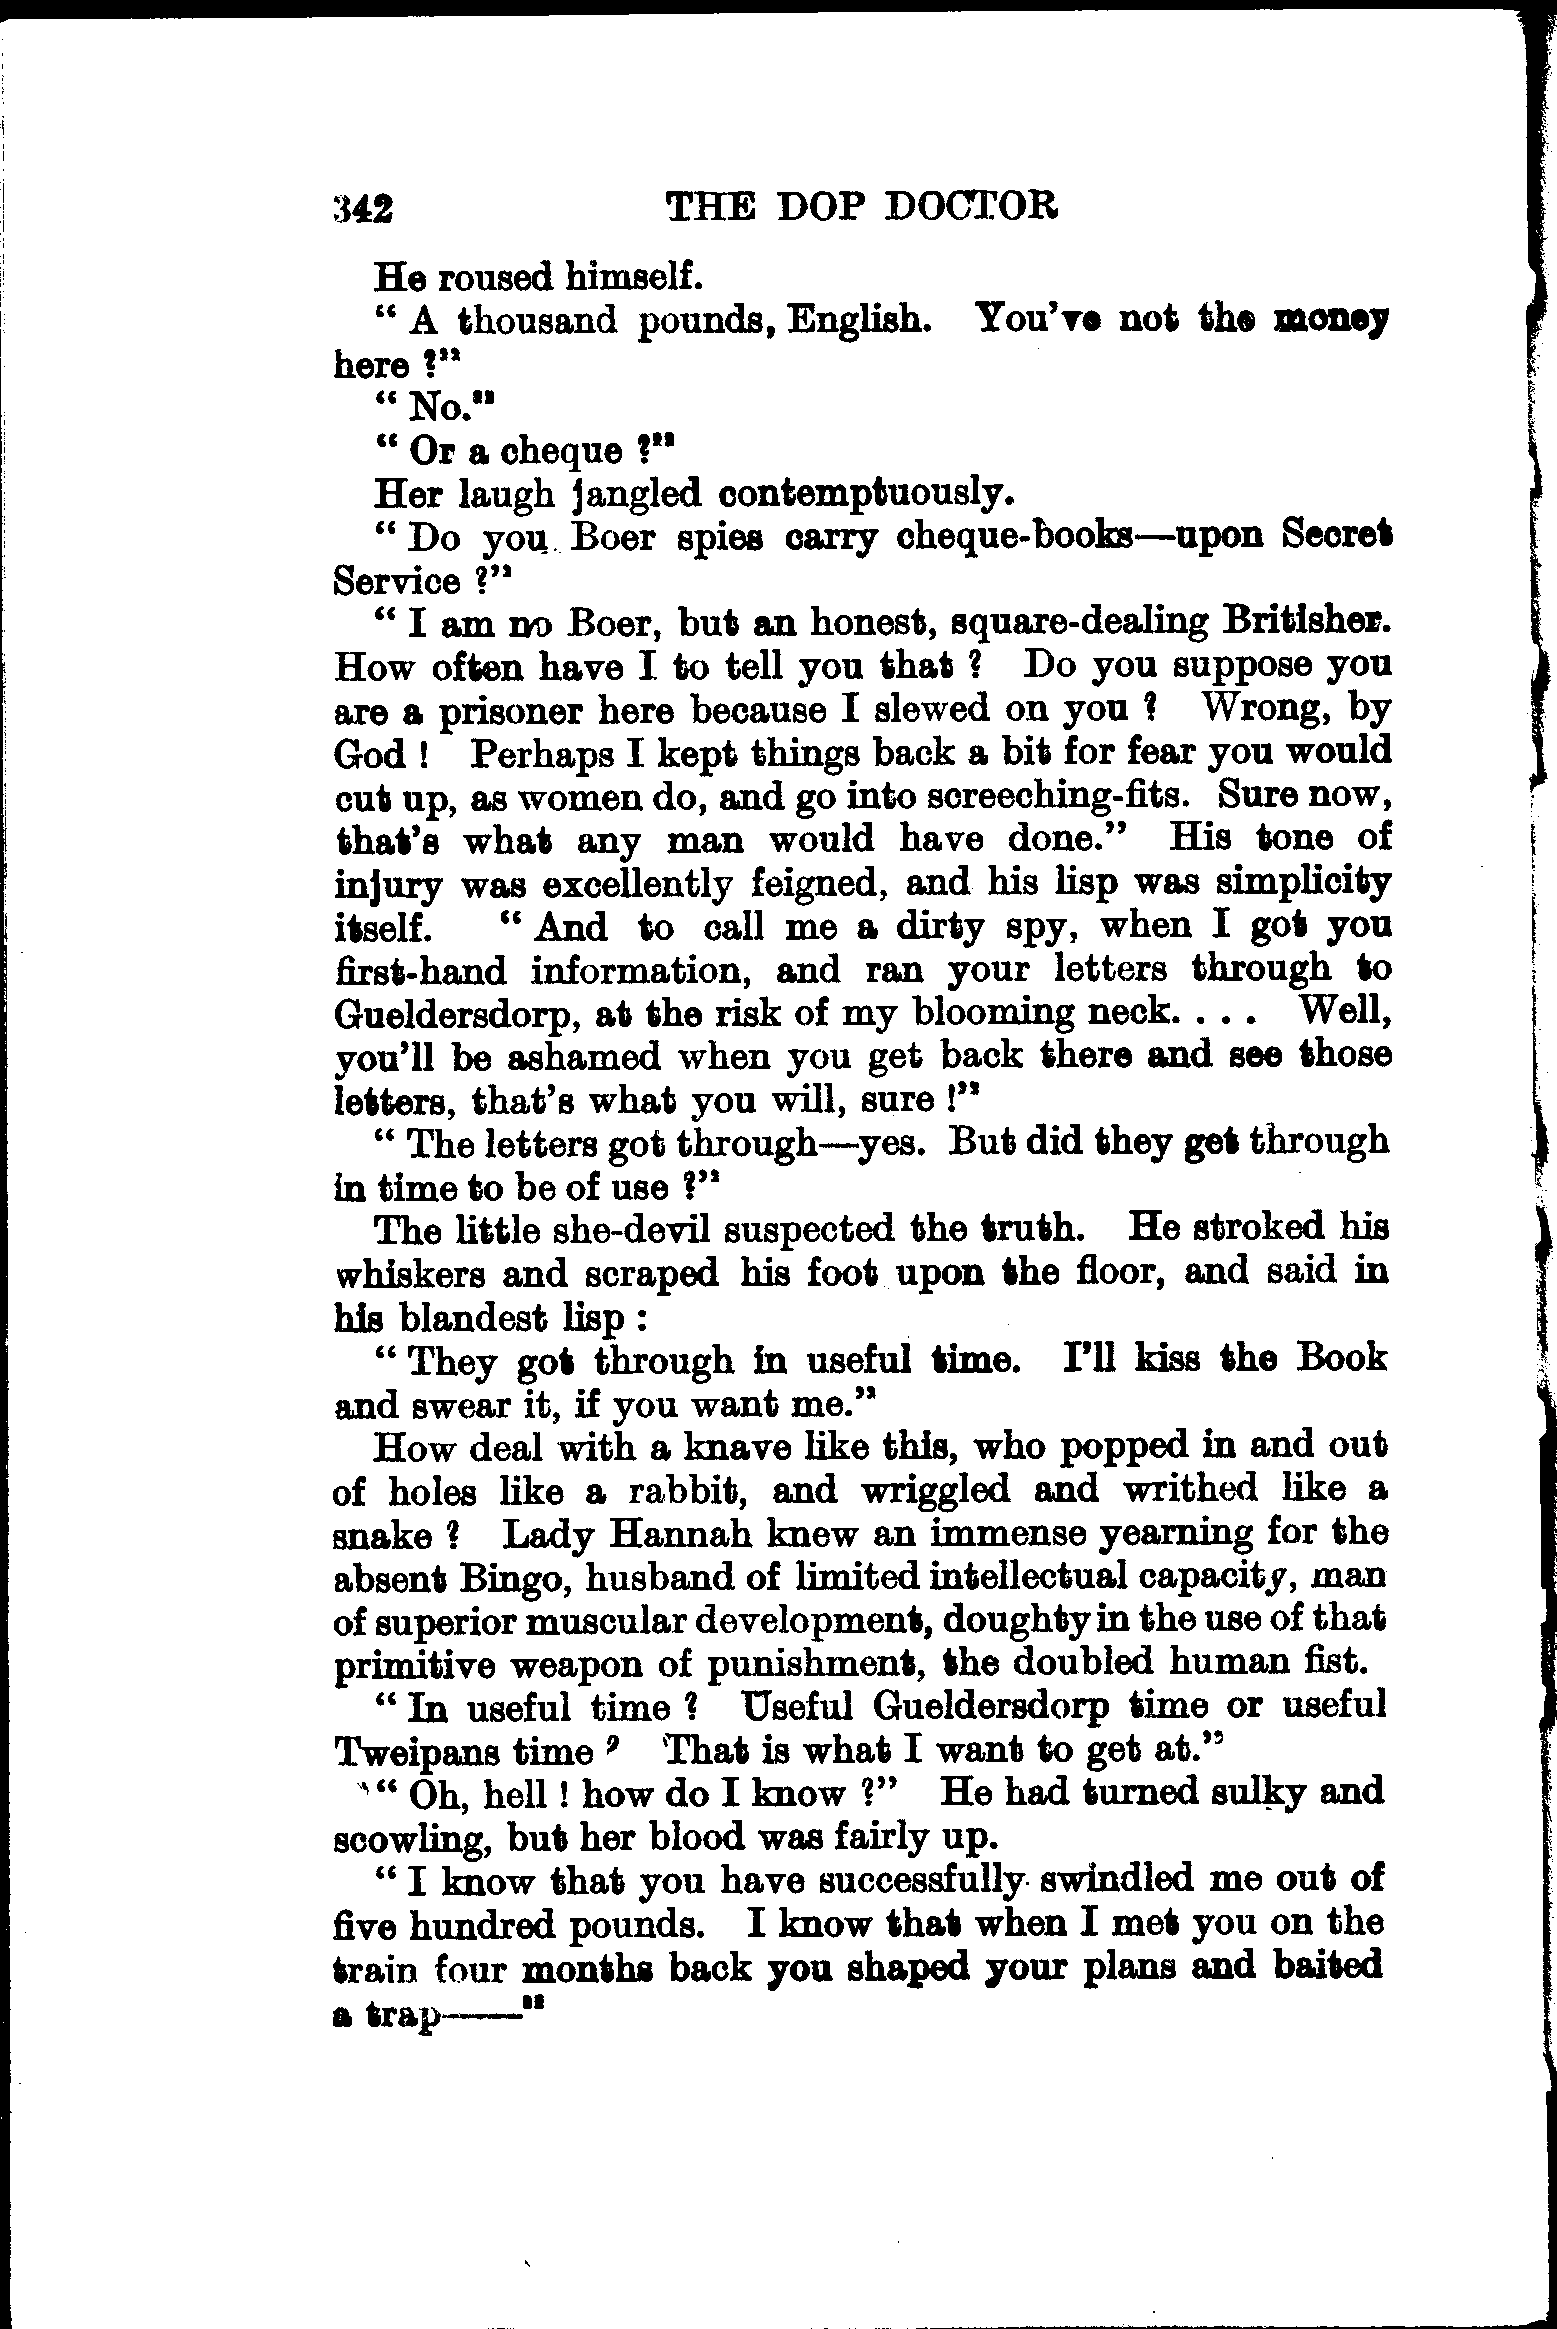 342 THE DOP DOCTOR
He roused himself.
“ A thousand pounds, English. You’ve not the money
here ?”
“ No.”
“ Or a cheque ?”
Her laugh jangled contemptuously.
“ Do you Boer spies carry cheque-books—upon Secret
Service ?”
“ I am no Boer, but an honest, square-dealing Britisher.
How often have I to tell you that ? Do you suppose you
are a prisoner here because I slewed on you ? Wrong, by
God ! Perhaps I kept things back a bit for fear you would
cut up, as women do, and go into screeching-fits. Sure now,
that’s what any man would have done.” His tone of
injury was excellently feigned, and his lisp was simplicity
itself. “ And to call me a dirty spy, when I got you
first-hand information, and ran your letters through to
Gueldersdorp, at the risk of my blooming neck. . . . Well,
you’ll be ashamed when you get back there and see those
letters, that’s what you will, sure !”
“ The letters got through—yes. But did they get through
in time to be of use ?”
The little she-devil suspected the truth. He stroked his
whiskers and scraped his foot upon the floor, and said in
his blandest lisp :
“ They got through in useful time. I’ll kiss the Book
and swear it, if you want me.”
How deal with a knave like this, who popped in and out
of holes like a rabbit, and wriggled and writhed like a
snake ? Lady Hannah knew an immense yearning for the
absent Bingo, husband of limited intellectual capacity, man
of superior muscular development, doughty in the use of that
primitive weapon of punishment, the doubled human fist.
“ In useful time ? Useful Gueldersdorp time or useful
Tweipans time ? That is what I want to get at.”
“ Oh, hell ! how do I know ?” He had turned sulky and
scowling, but her blood was fairly up.
“ I know that you have successfully swindled me out of
five hundred pounds. I know that when I met you on the
train four months back you shaped your plans and baited
a trap——”